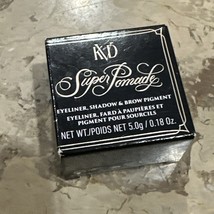 KVD
Super Pomade
EYELINER, SHADOW & BROW PIGMENT
EYELINER, FARD À PAUPIÈRES ET
PIGMENT POUR SOURCILS
NET WT./POIDS NET 5.0g / 0.18 Oz.